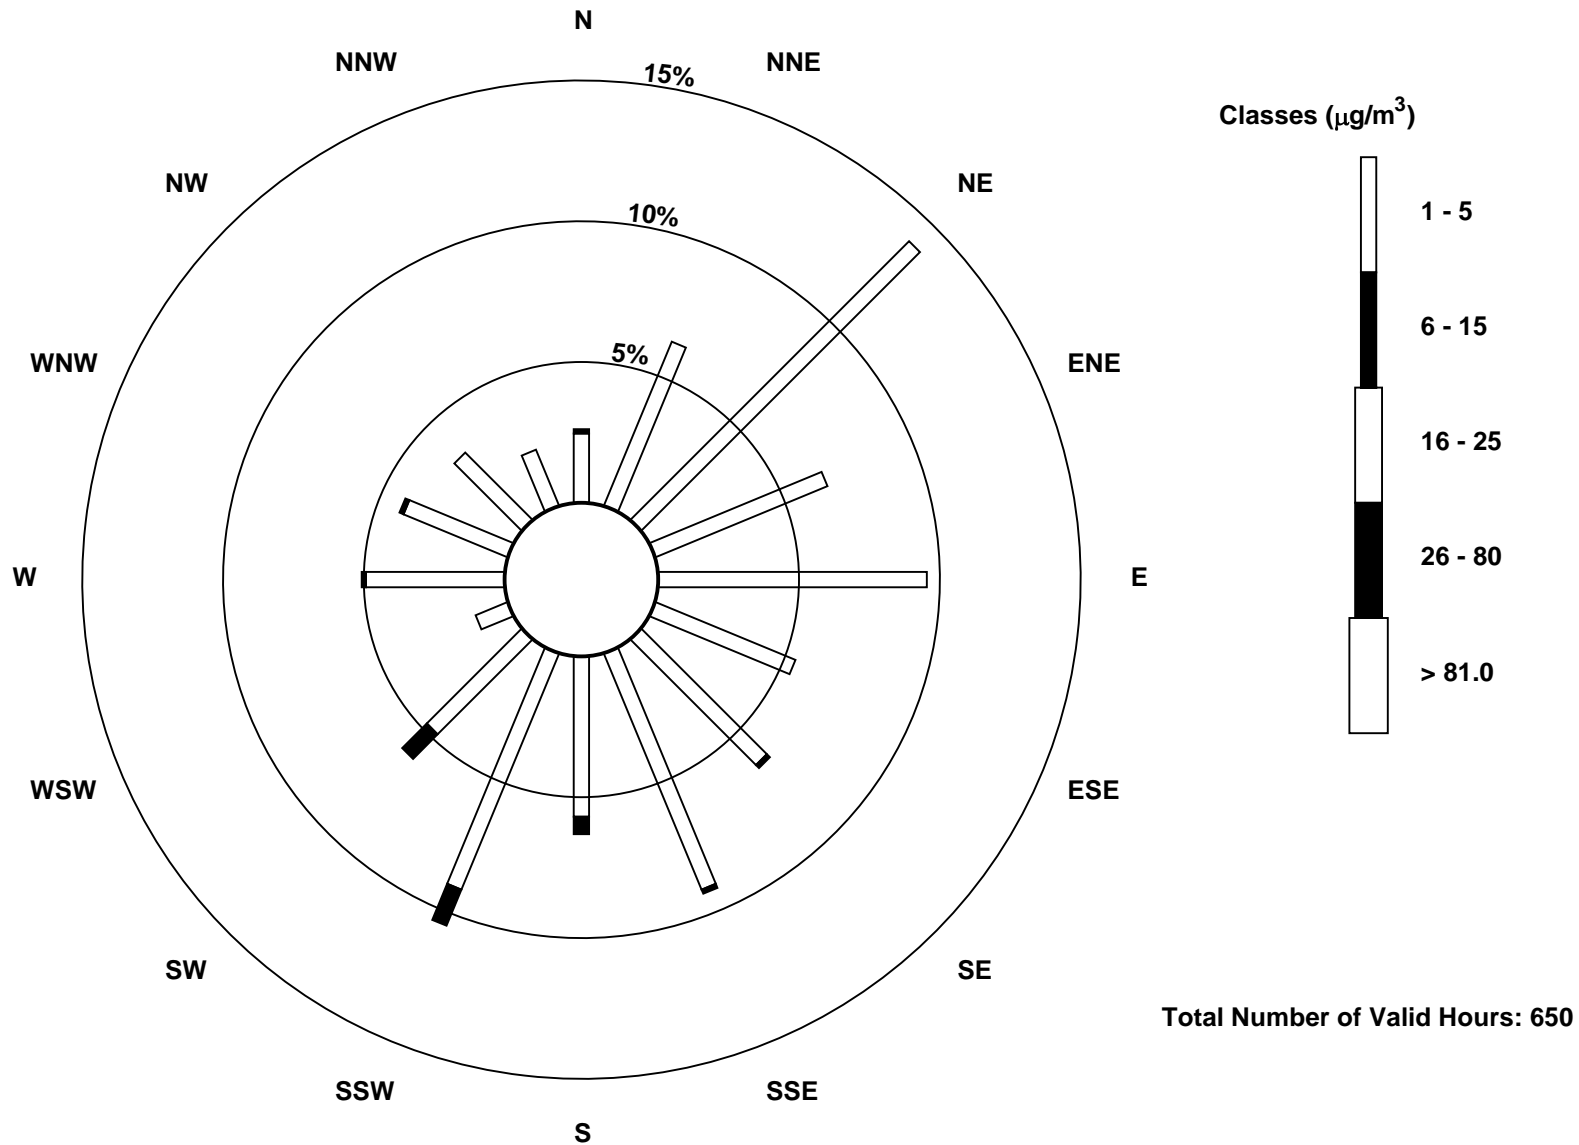 N
NNW
NNE
15%
Classes (μg/m³)
NW
NE
1 - 5
10%
6 - 15
5%
WNW
ENE
16 - 25
26 - 80
W
E
> 81.0
WSW
ESE
SW
SE
Total Number of Valid Hours: 650
SSW
SSE
S